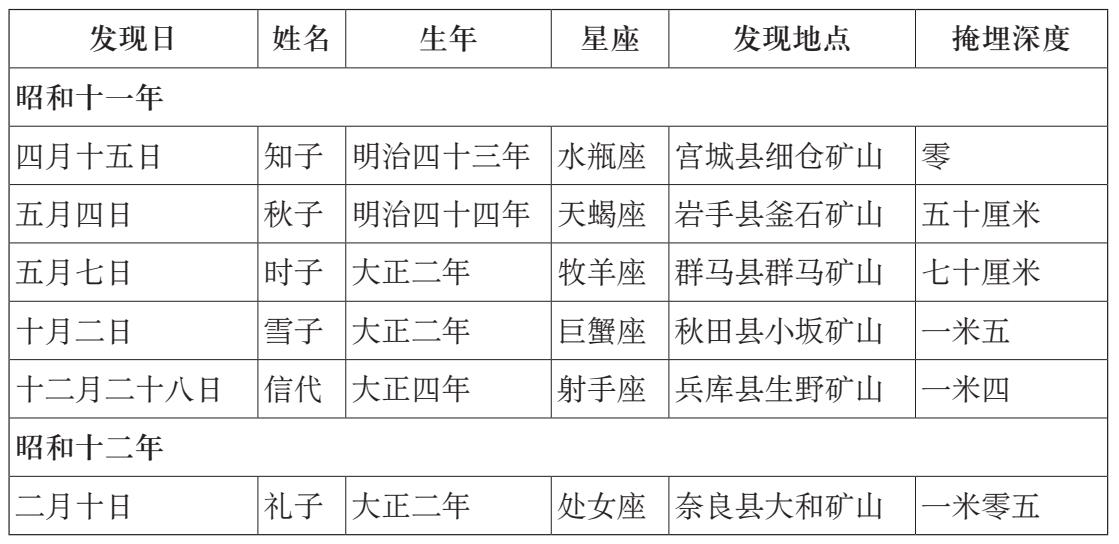 发现日 姓名 生年 星座 发现地点 掩埋深度
昭和十一年
四月十五日 知子 明治四十三年 水瓶座 宫城县细仓矿山 零
五月四日 秋子 明治四十四年 天蝎座 岩手县釜石矿山 五十厘米
五月七日 时子 大正二年 牧羊座 群马县群马矿山 七十厘米
十月二日 雪子 大正二年 巨蟹座 秋田县小坂矿山 一米五
十二月二十八日 信代 大正四年 射手座 兵库县生野矿山 一米四
昭和十二年
二月十日 礼子 大正二年 处女座 奈良县大和矿山 一米零五